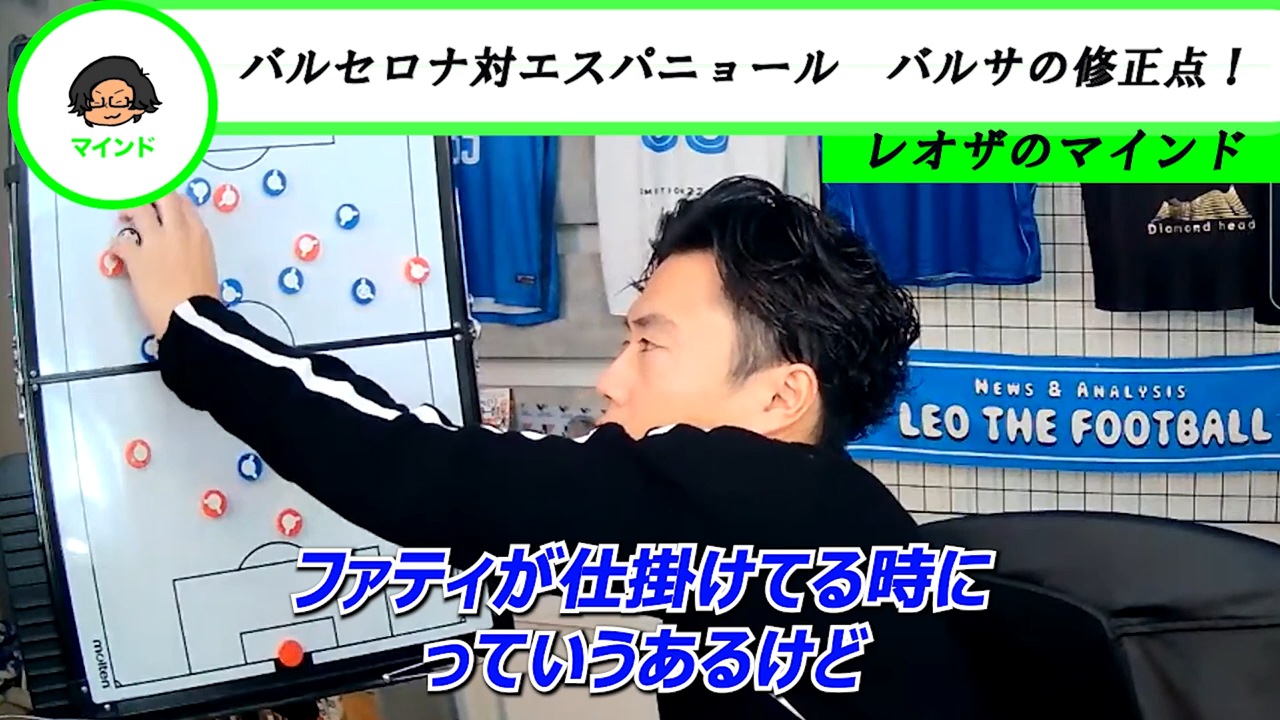 バルセロナ対エスパニョール　バルサの修正点！
マインド
レオザのマインド
Diamond head
NEWS & ANALYSIS
LEO THE FOOTBALL
ファティが仕掛けてる時に
っていうあるけど
molten